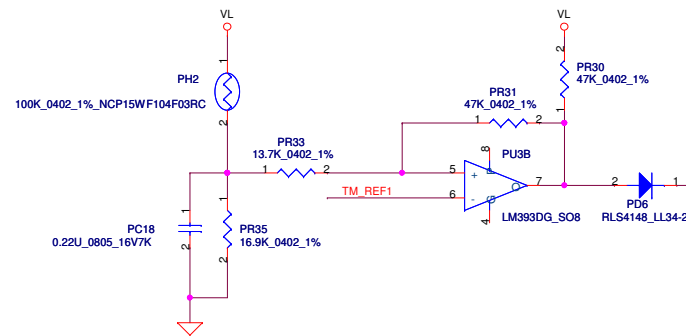 VL
VL
1
PH2
100K_0402_1%_NCP15WF104F03RC
2
2
PR30
47K_0402_1%
1
PR31
47K_0402_1%
1
2
PR33
13.7K_0402_1%
1
2
8
PU3B
5
+
7
TM_REF1
6
-
4
LM393DG_SO8
2
1
PD6
RLS4148_LL34-2
1
PC18
0.22U_0805_16V7K
2
1
PR35
16.9K_0402_1%
2